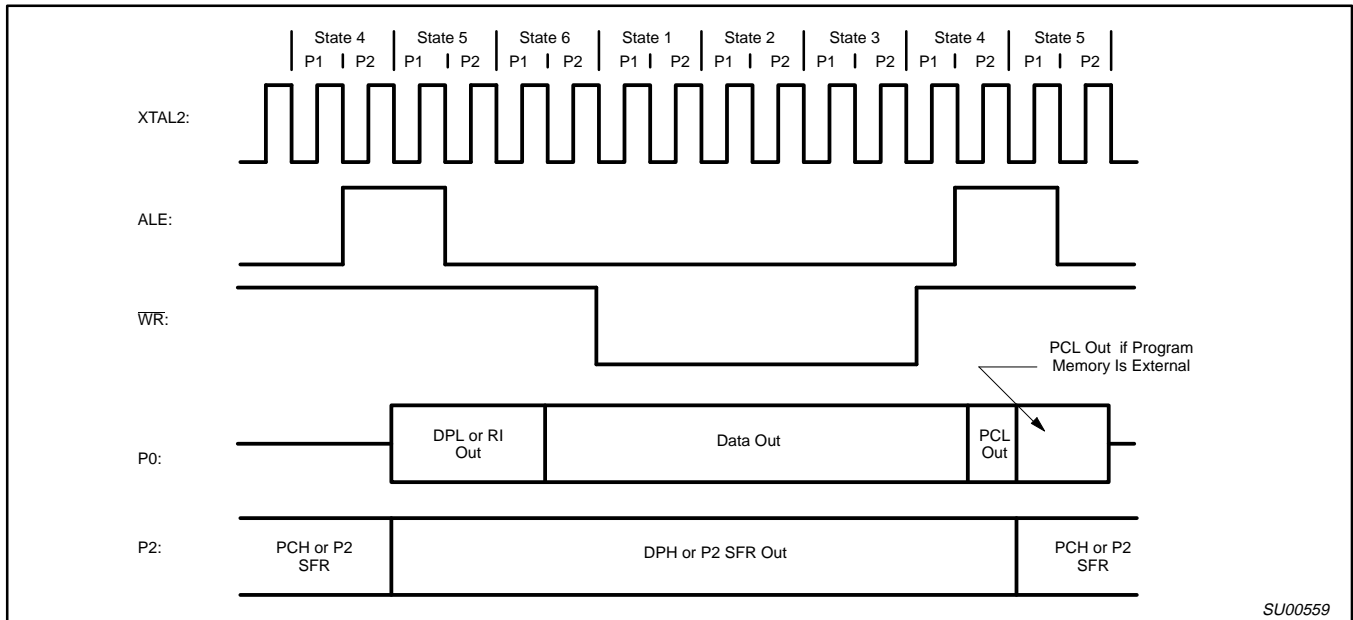 State 4 State 5 State 6 State 1 State 2 State 3 State 4 State 5
P1 P2 P1 P2 P1 P2 P1 P2 P1 P2 P1 P2 P1 P2 P1 P2
XTAL2:
ALE:
WR:
PCL Out if Program
Memory Is External
P0:
DPL or RI
Out
Data Out
PCL
Out
P2:
PCH or P2
SFR
DPH or P2 SFR Out
PCH or P2
SFR
SU00559